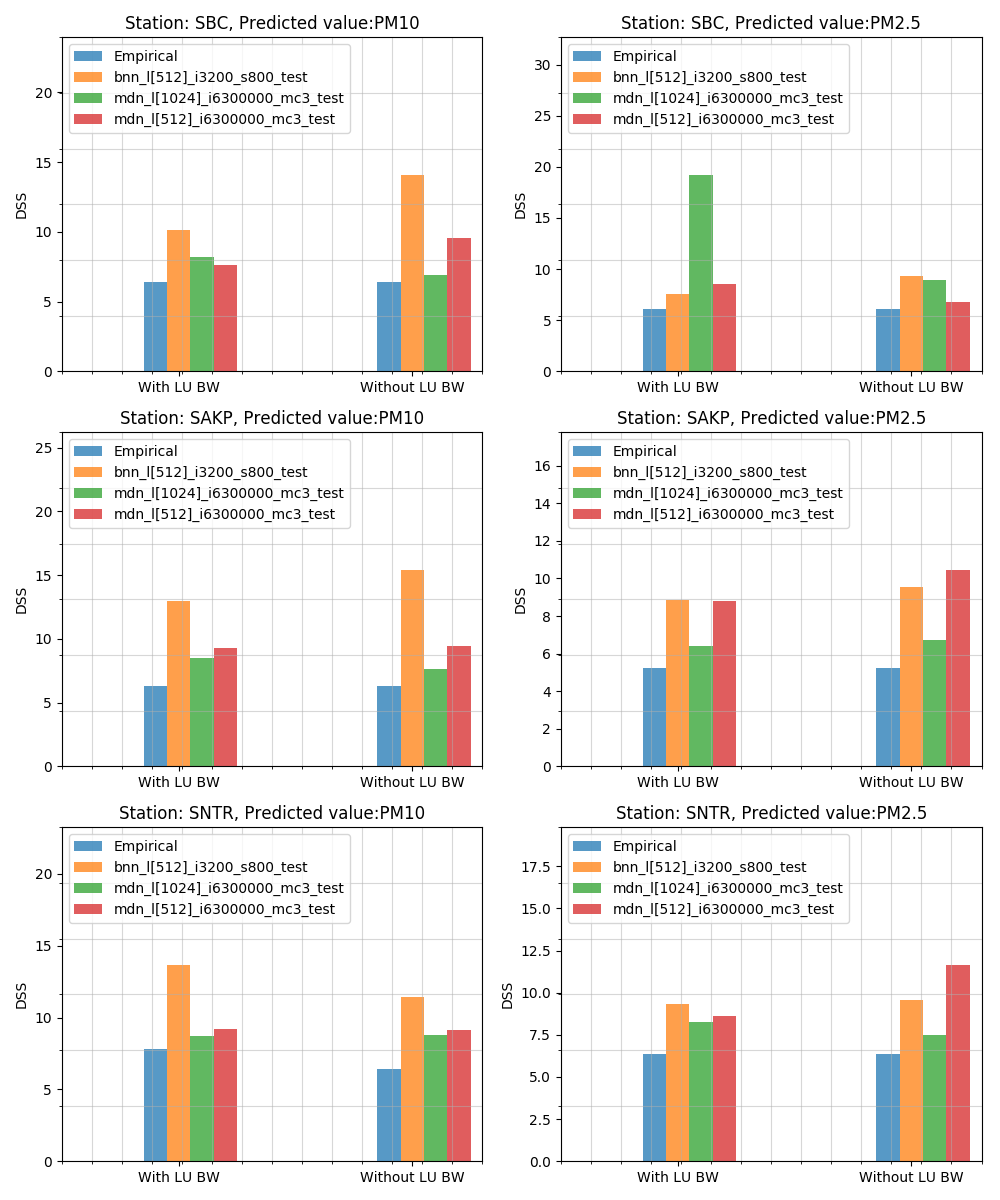 Station: SBC, Predicted value:PM10
Empirical
bnn_l[512]_i3200_s800_test
mdn_l[1024]_i6300000_mc3_test
mdn_l[512]_i6300000_mc3_test
DSS
20
15
10
5
0
With LU BW
Without LU BW
Station: SBC, Predicted value:PM2.5
Empirical
bnn_l[512]_i3200_s800_test
mdn_l[1024]_i6300000_mc3_test
mdn_l[512]_i6300000_mc3_test
DSS
30
25
20
15
10
5
0
With LU BW
Without LU BW
Station: SAKP, Predicted value:PM10
Empirical
bnn_l[512]_i3200_s800_test
mdn_l[1024]_i6300000_mc3_test
mdn_l[512]_i6300000_mc3_test
DSS
25
20
15
10
5
0
With LU BW
Without LU BW
Station: SAKP, Predicted value:PM2.5
Empirical
bnn_l[512]_i3200_s800_test
mdn_l[1024]_i6300000_mc3_test
mdn_l[512]_i6300000_mc3_test
DSS
16
14
12
10
8
6
4
2
0
With LU BW
Without LU BW
Station: SNTR, Predicted value:PM10
Empirical
bnn_l[512]_i3200_s800_test
mdn_l[1024]_i6300000_mc3_test
mdn_l[512]_i6300000_mc3_test
DSS
20
15
10
5
0
With LU BW
Without LU BW
Station: SNTR, Predicted value:PM2.5
Empirical
bnn_l[512]_i3200_s800_test
mdn_l[1024]_i6300000_mc3_test
mdn_l[512]_i6300000_mc3_test
DSS
17.5
15.0
12.5
10.0
7.5
5.0
2.5
0.0
With LU BW
Without LU BW